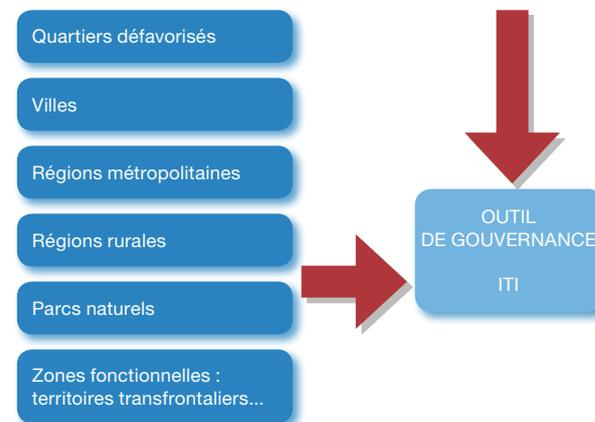 Quartiers défavorisés
Villes
Régions métropolitaines
Régions rurales
Parcs naturels
Zones fonctionnelles :
territoires transfrontaliers...
OUTIL
DE GOUVERNANCE
ITI